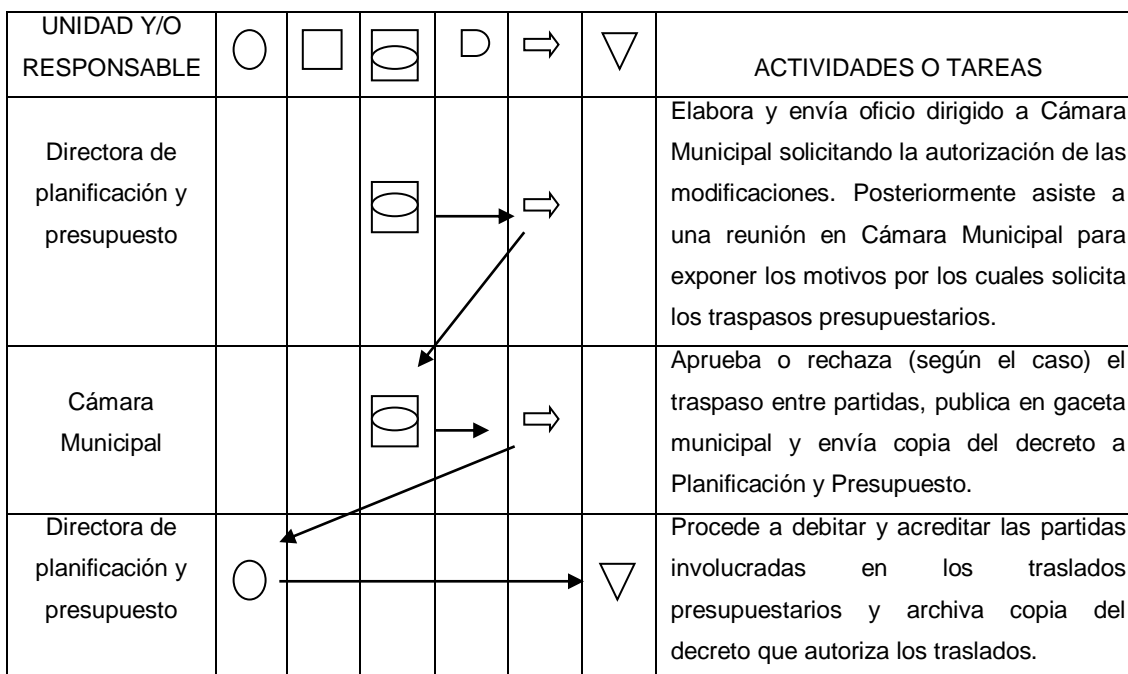 UNIDAD Y/O
RESPONSABLE
ACTIVIDADES O TAREAS
Directora de
planificación y
presupuesto
Elabora y envía oficio dirigido a Cámara
Municipal solicitando la autorización de las
modificaciones. Posteriormente asiste a
una reunión en Cámara Municipal para
exponer los motivos por los cuales solicita
los traspasos presupuestarios.
Cámara
Municipal
Aprueba o rechaza (según el caso) el
traspaso entre partidas, publica en gaceta
municipal y envía copia del decreto a
Planificación y Presupuesto.
Directora de
planificación y
presupuesto
Procede a debitar y acreditar las partidas
involucradas en los traslados
presupuestarios y archiva copia del
decreto que autoriza los traslados.